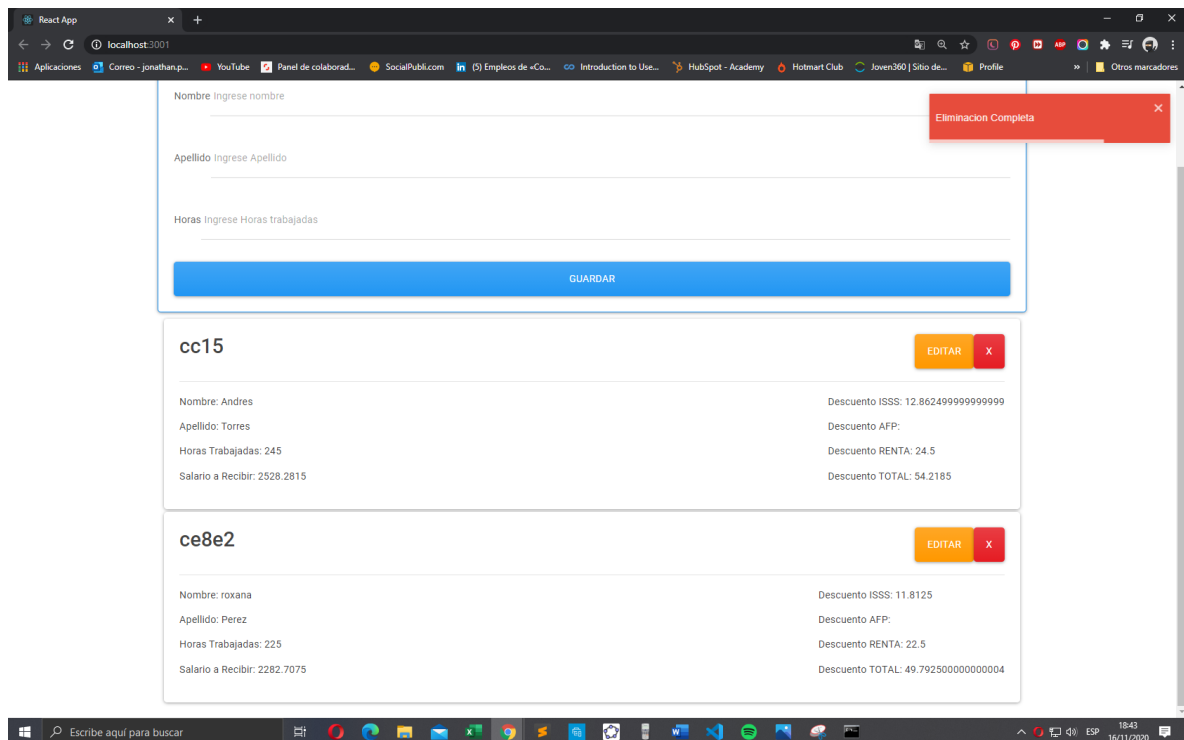 React App
localhost:3001
Aplicaciones Correo - jonathan.p... YouTube Panel de colaborad... SocialPubli.com (5) Empleos de «Co... Introduction to Use... HubSpot - Academy Hotmart Club Joven360 | Sitio de... Profile » Otros marcadores
Nombre Ingrese nombre
Eliminacion Completa
Apellido Ingrese Apellido
Horas Ingrese Horas trabajadas
GUARDAR
cc15
EDITAR X
Nombre: Andres
Descuento ISSS: 12.862499999999999
Apellido: Torres
Descuento AFP:
Horas Trabajadas: 245
Descuento RENTA: 24.5
Salario a Recibir: 2528.2815
Descuento TOTAL: 54.2185
ce8e2
EDITAR X
Nombre: roxana
Descuento ISSS: 11.8125
Apellido: Perez
Descuento AFP:
Horas Trabajadas: 225
Descuento RENTA: 22.5
Salario a Recibir: 2282.7075
Descuento TOTAL: 49.792500000000004
Escribe aquí para buscar
ESP
18:43
16/11/2020